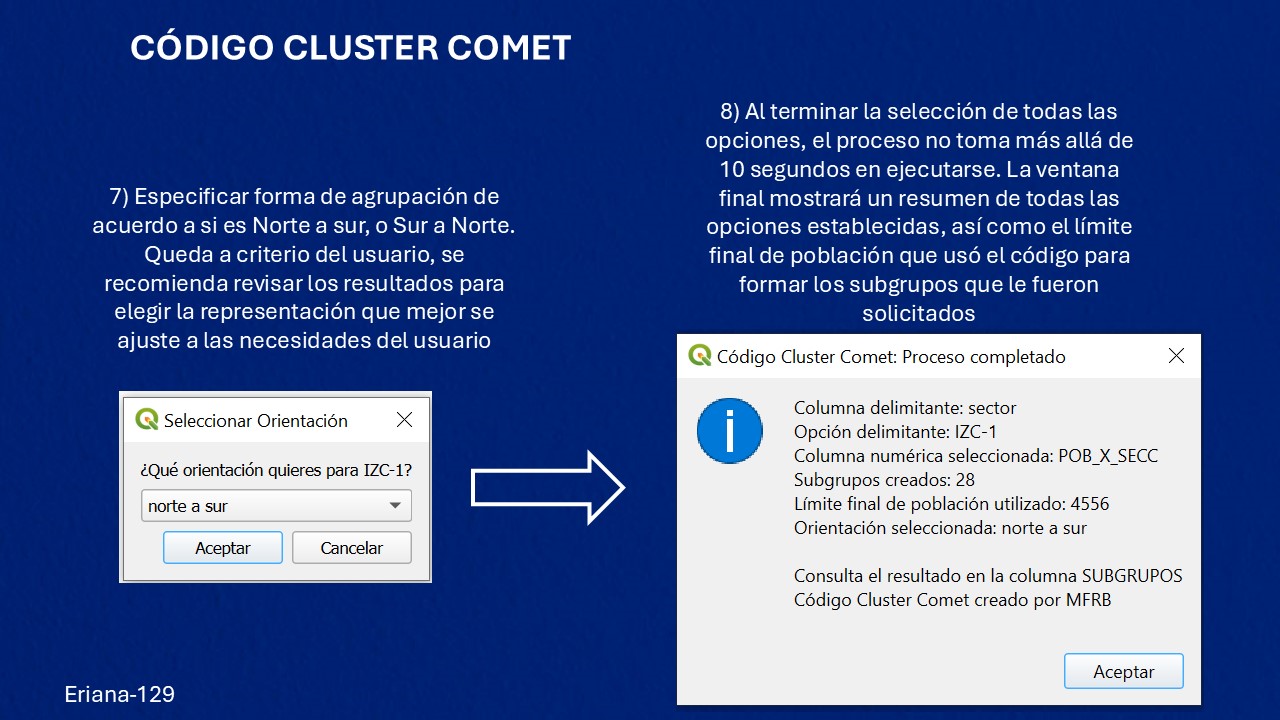 CÓDIGO CLUSTER COMET
7) Especificar forma de agrupación de
acuerdo a si es Norte a sur, o Sur a Norte.
Queda a criterio del usuario, se
recomienda revisar los resultados para
elegir la representación que mejor se
ajuste a las necesidades del usuario
Seleccionar Orientación
¿Qué orientación quieres para IZC-1?
norte a sur
Aceptar
Cancelar
8) Al terminar la selección de todas las
opciones, el proceso no toma más allá de
10 segundos en ejecutarse. La ventana
final mostrará un resumen de todas las
opciones establecidas, así como el límite
final de población que usó el código para
formar los subgrupos que le fueron
solicitados
Código Cluster Comet: Proceso completado
Columna delimitante: sector
Opción delimitante: IZC-1
Columna numérica seleccionada: POB_X_SECC
Subgrupos creados: 28
Límite final de población utilizado: 4556
Orientación seleccionada: norte a sur
Consulta el resultado en la columna SUBGRUPOS
Código Cluster Comet creado por MFRB
Aceptar
Eriana-129